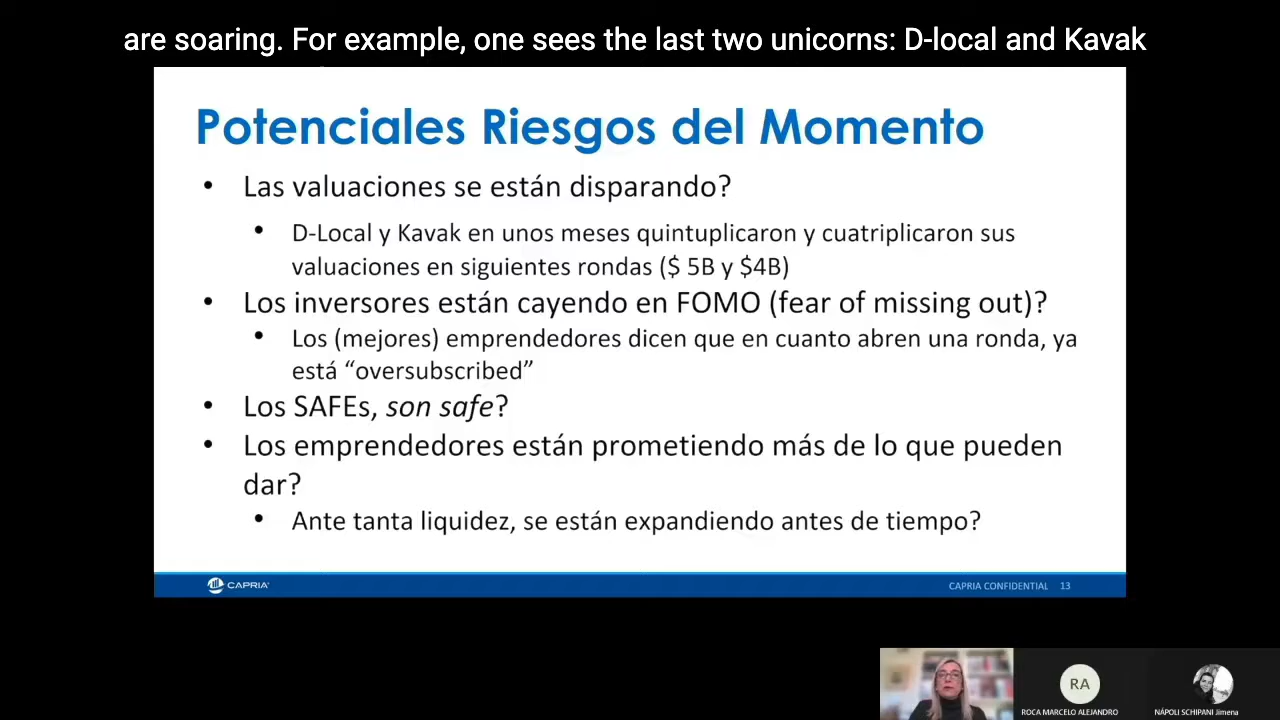 are soaring. For example, one sees the last two unicorns: D-local and Kavak
Potenciales Riesgos del Momento
• Las valuaciones se están disparando?
• D-Local y Kavak en unos meses quintuplicaron y cuatriplicaron sus
valuaciones en siguientes rondas ($ 5B y $4B)
• Los inversores están cayendo en FOMO (fear of missing out)?
• Los (mejores) emprendedores dicen que en cuanto abren una ronda, ya
está “oversubscribed”
• Los SAFEs, son safe?
• Los emprendedores están prometiendo más de lo que pueden
dar?
• Ante tanta liquidez, se están expandiendo antes de tiempo?
CAPRIA
CAPRIA CONFIDENTIAL 13
RA
ROCA MARCELO ALEJANDRO
NÁPOLI SCHIPANI Jimena